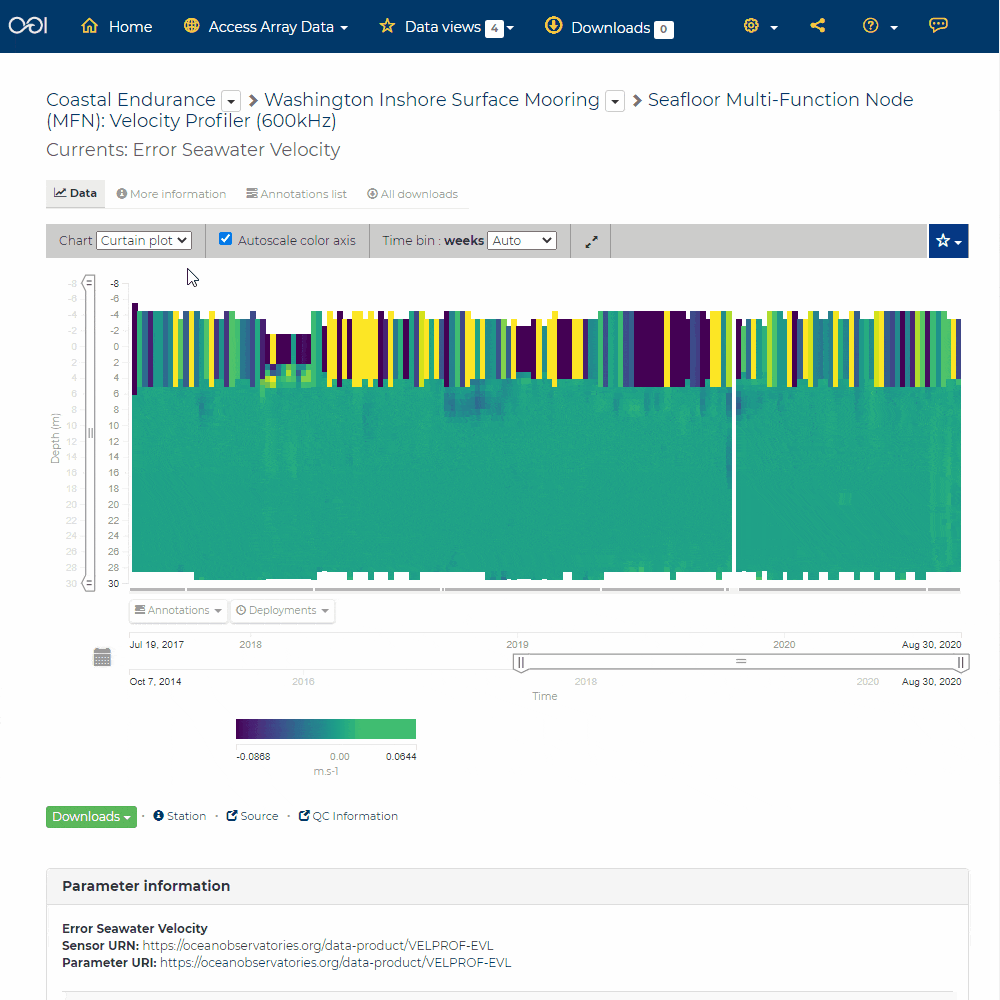 OOI Home Access Array Data Data views 4 Downloads 0
Coastal Endurance > Washington Inshore Surface Mooring > Seafloor Multi-Function Node
(MFN): Velocity Profiler (600kHz)
Currents: Error Seawater Velocity
Data More information Annotations list All downloads
Chart Curtain plot Autoscale color axis Time bin : weeks Auto
-8 -8
-6 -6
-4 -4
-2 -2
0 0
2 2
4 4
6 6
8 8
10 10
12 12
14 14
16 16
18 18
20 20
22 22
24 24
26 26
28 28
30 30
Depth (m)
Annotations Deployments
Jul 19, 2017 2018 2019 2020 Aug 30, 2020
Oct 7, 2014 2016 2018 2020 Aug 30, 2020
Time
-0.0868 0.00 0.0644
m.s-1
Downloads · Station · Source · QC Information
Parameter information
Error Seawater Velocity
Sensor URN: https://oceanobservatories.org/data-product/VELPROF-EVL
Parameter URI: https://oceanobservatories.org/data-product/VELPROF-EVL